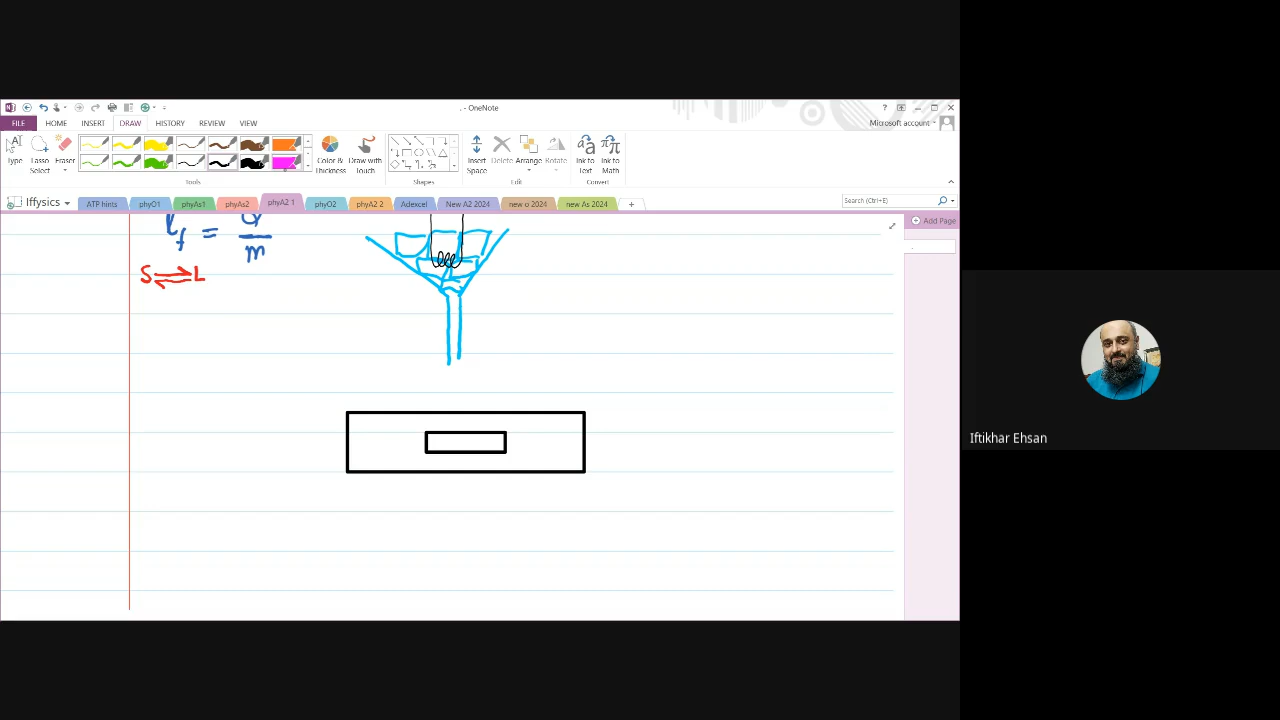 . - OneNote
?
FILE HOME INSERT DRAW HISTORY REVIEW VIEW
Microsoft account
Type
Lasso Select
Eraser
Color & Thickness
Draw with Touch
Insert Space
Delete
Arrange
Rotate
Ink to Text
Ink to Math
Tools
Shapes
Edit
Convert
Iffysics
ATP hints phyO1 phyAs1 phyAs2 phyA2 1 phyO2 phyA2 2 Adexcel New A2 2024 new o 2024 new As 2024 +
Search (Ctrl+E)
Add Page
.
= m
S ⇌ L
Iftikhar Ehsan